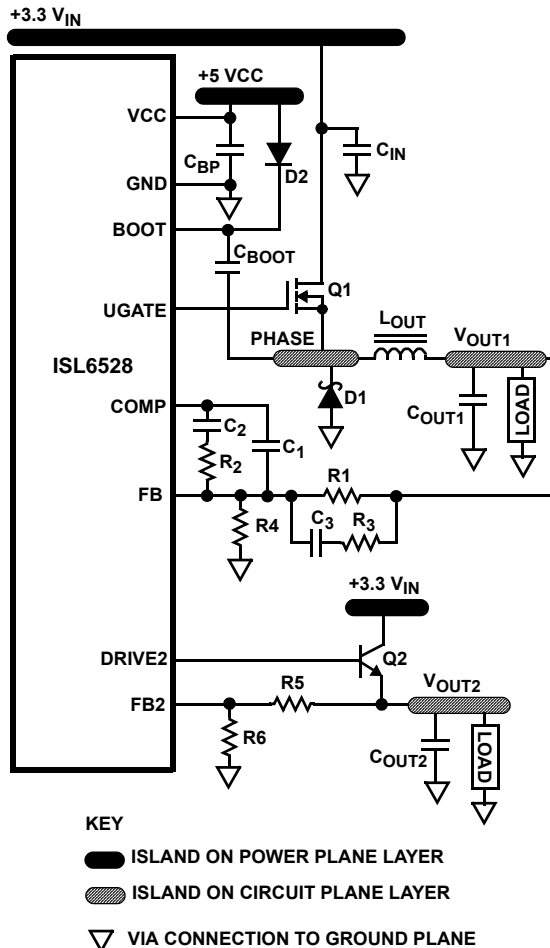 +3.3 VIN
+5 VCC
VCC
CBP
D2
CIN
GND
BOOT
CBOOT
Q1
UGATE
LOUT
PHASE
VOUT1
ISL6528
D1
COUT1
LOAD
COMP
C2
C1
R2
R1
FB
R4
C3
R3
+3.3 VIN
DRIVE2
Q2
R5
VOUT2
FB2
R6
COUT2
LOAD
KEY
ISLAND ON POWER PLANE LAYER
ISLAND ON CIRCUIT PLANE LAYER
VIA CONNECTION TO GROUND PLANE